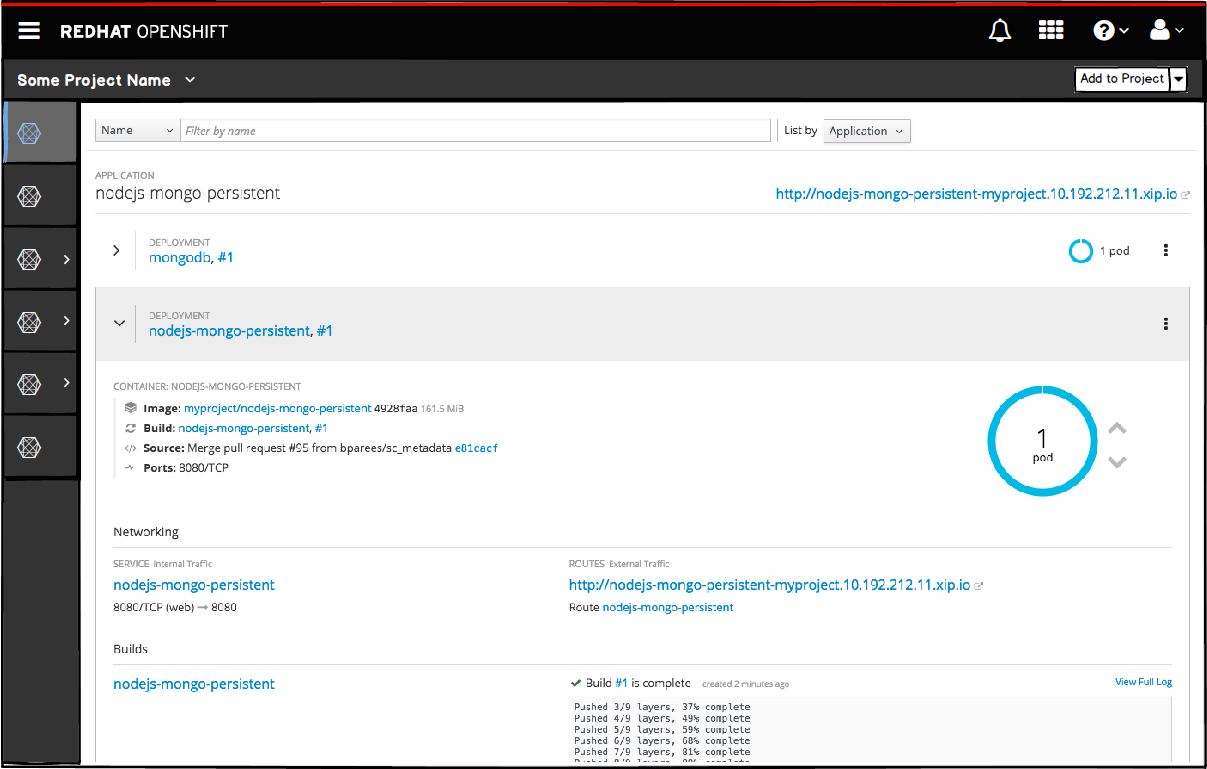 REDHAT OPENSHIFT
Some Project Name
Add to Project
Name Filter by name List by Application
APPLICATION
nodejs-mongo-persistent http://nodejs-mongo-persistent-myproject.10.192.212.11.xip.io
DEPLOYMENT
mongodb, #1 1 pod
DEPLOYMENT
nodejs-mongo-persistent, #1
CONTAINER: NODEJS-MONGO-PERSISTENT
Image: myproject/nodejs-mongo-persistent 4928faa 161.5 MiB
Build: nodejs-mongo-persistent, #1
Source: Merge pull request #95 from bparees/sc_metadata e81cacf
Ports: 8080/TCP
1
pod
Networking
SERVICE Internal Traffic
nodejs-mongo-persistent
8080/TCP (web) → 8080
ROUTES External Traffic
http://nodejs-mongo-persistent-myproject.10.192.212.11.xip.io
Route nodejs-mongo-persistent
Builds
nodejs-mongo-persistent
Build #1 is complete created 2 minutes ago View Full Log
Pushed 3/9 layers, 37% complete
Pushed 4/9 layers, 49% complete
Pushed 5/9 layers, 59% complete
Pushed 6/9 layers, 68% complete
Pushed 7/9 layers, 81% complete